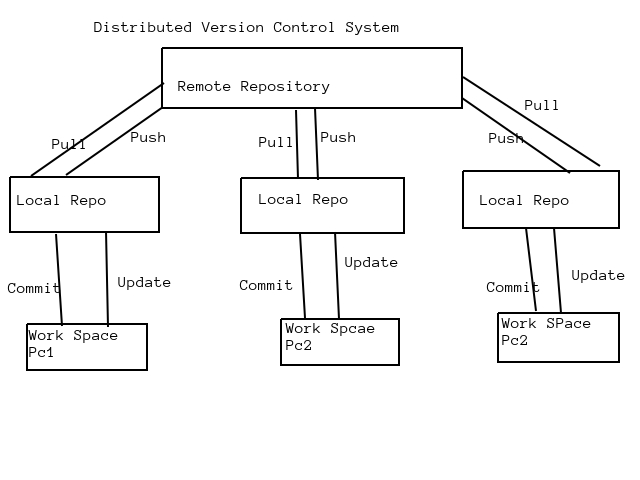 Distributed Version Control System
Remote Repository
Pull
Push
Pull
Push
Pull
Push
Local Repo
Local Repo
Local Repo
Commit
Update
Commit
Update
Commit
Update
Work Space
Pc1
Work Spcae
Pc2
Work SPace
Pc2